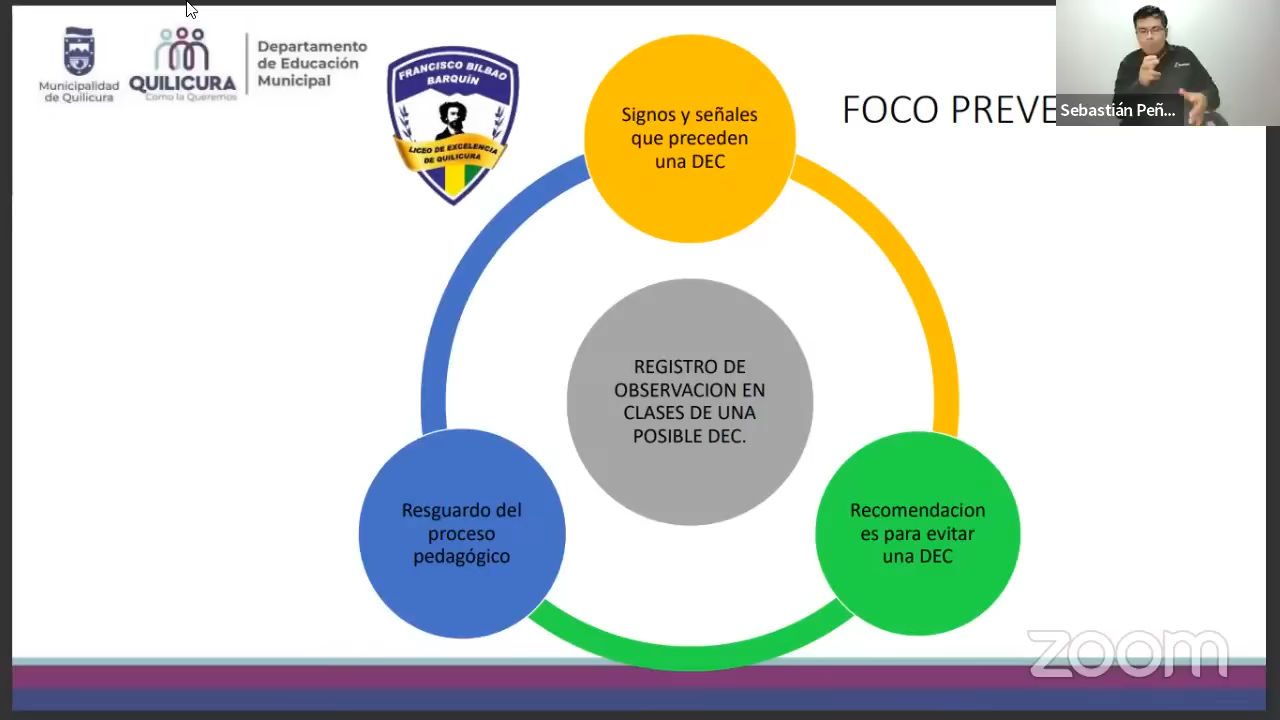 Municipalidad
de Quilicura
QUILICURA
Como la Queremos
Departamento
de Educación
Municipal
FRANCISCO BILBAO
BARQUÍN
LICEO DE EXCELENCIA
DE QUILICURA
Signos y señales
que preceden
una DEC
FOCO PREVE
Sebastián Peñ...
REGISTRO DE
OBSERVACION EN
CLASES DE UNA
POSIBLE DEC.
Resguardo del
proceso
pedagógico
Recomendacion
es para evitar
una DEC
zoom